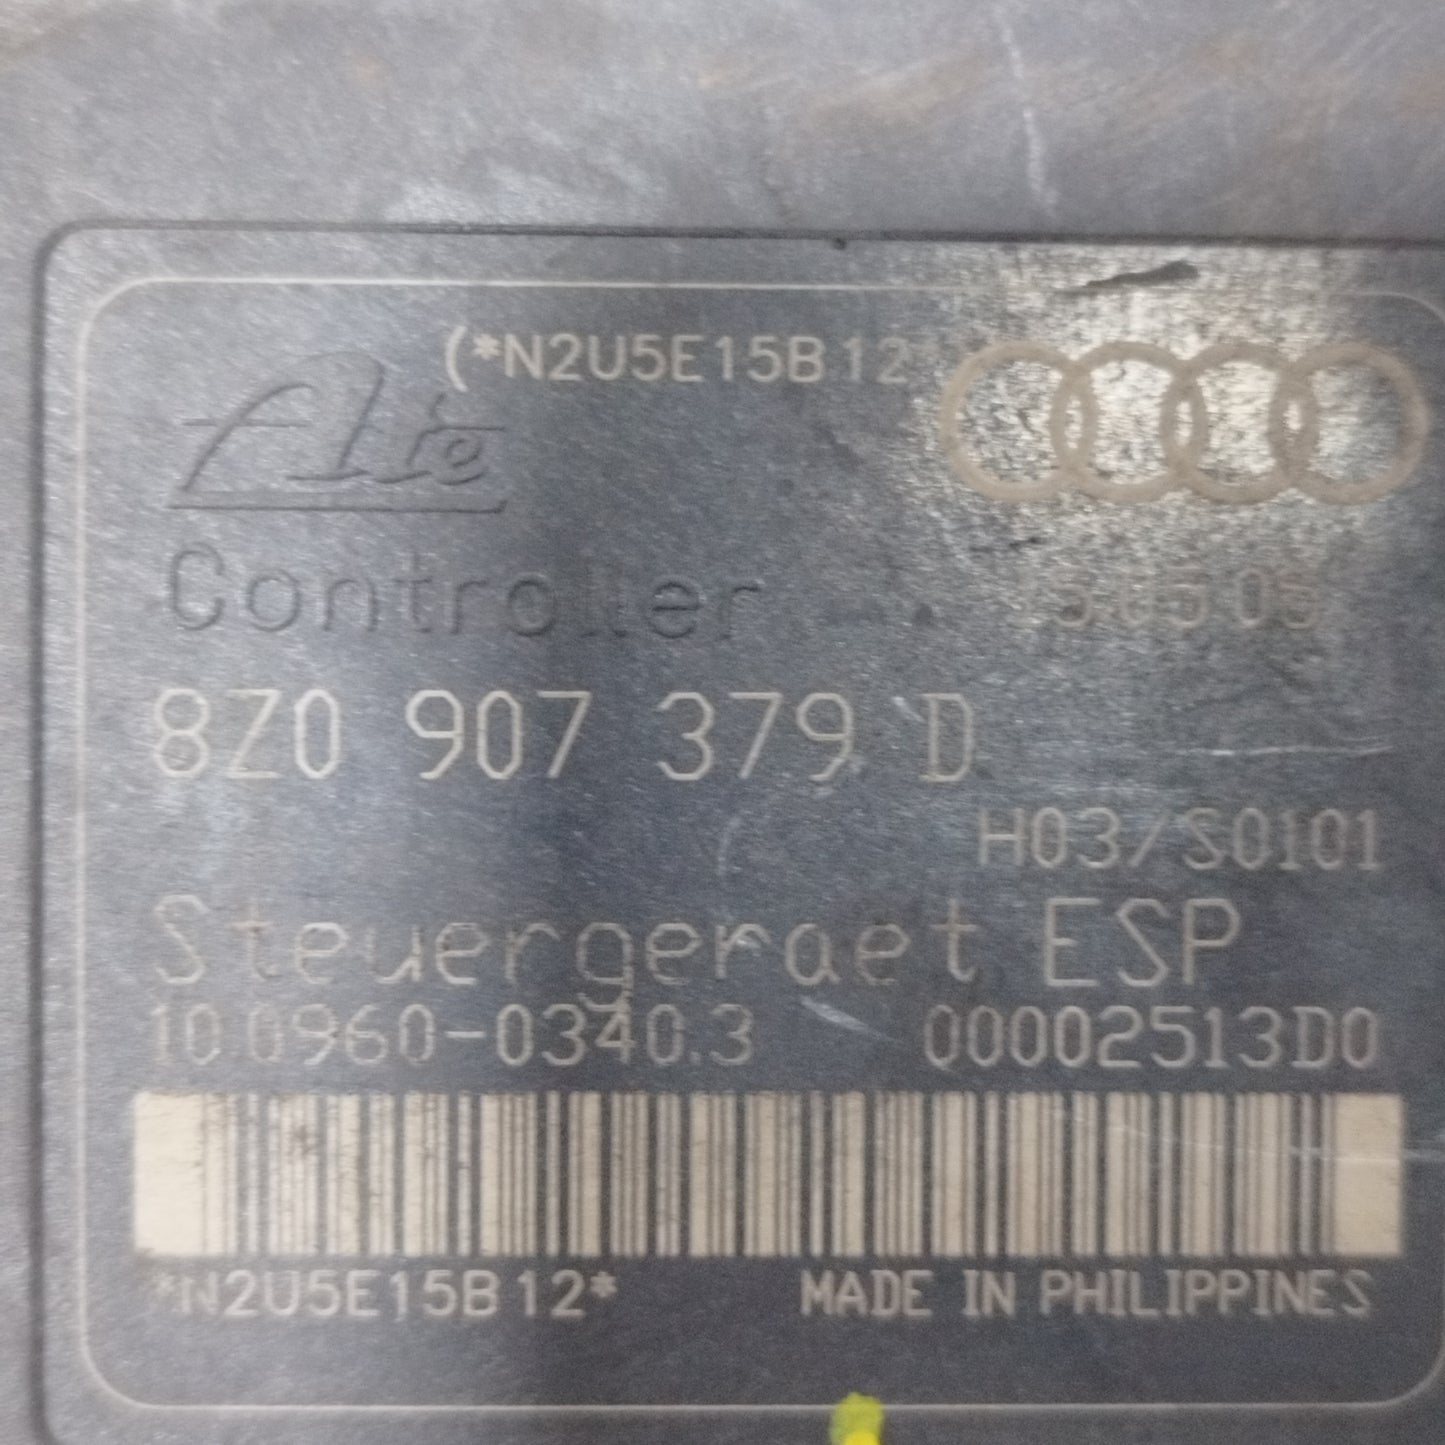 (*N2U5E15B12
Ate
Controller
8Z0 907 379 D
H03/S0101
Steuergeraet ESP
10.0960-0340.3 00002513D0
*N2U5E15B12* MADE IN PHILIPPINES